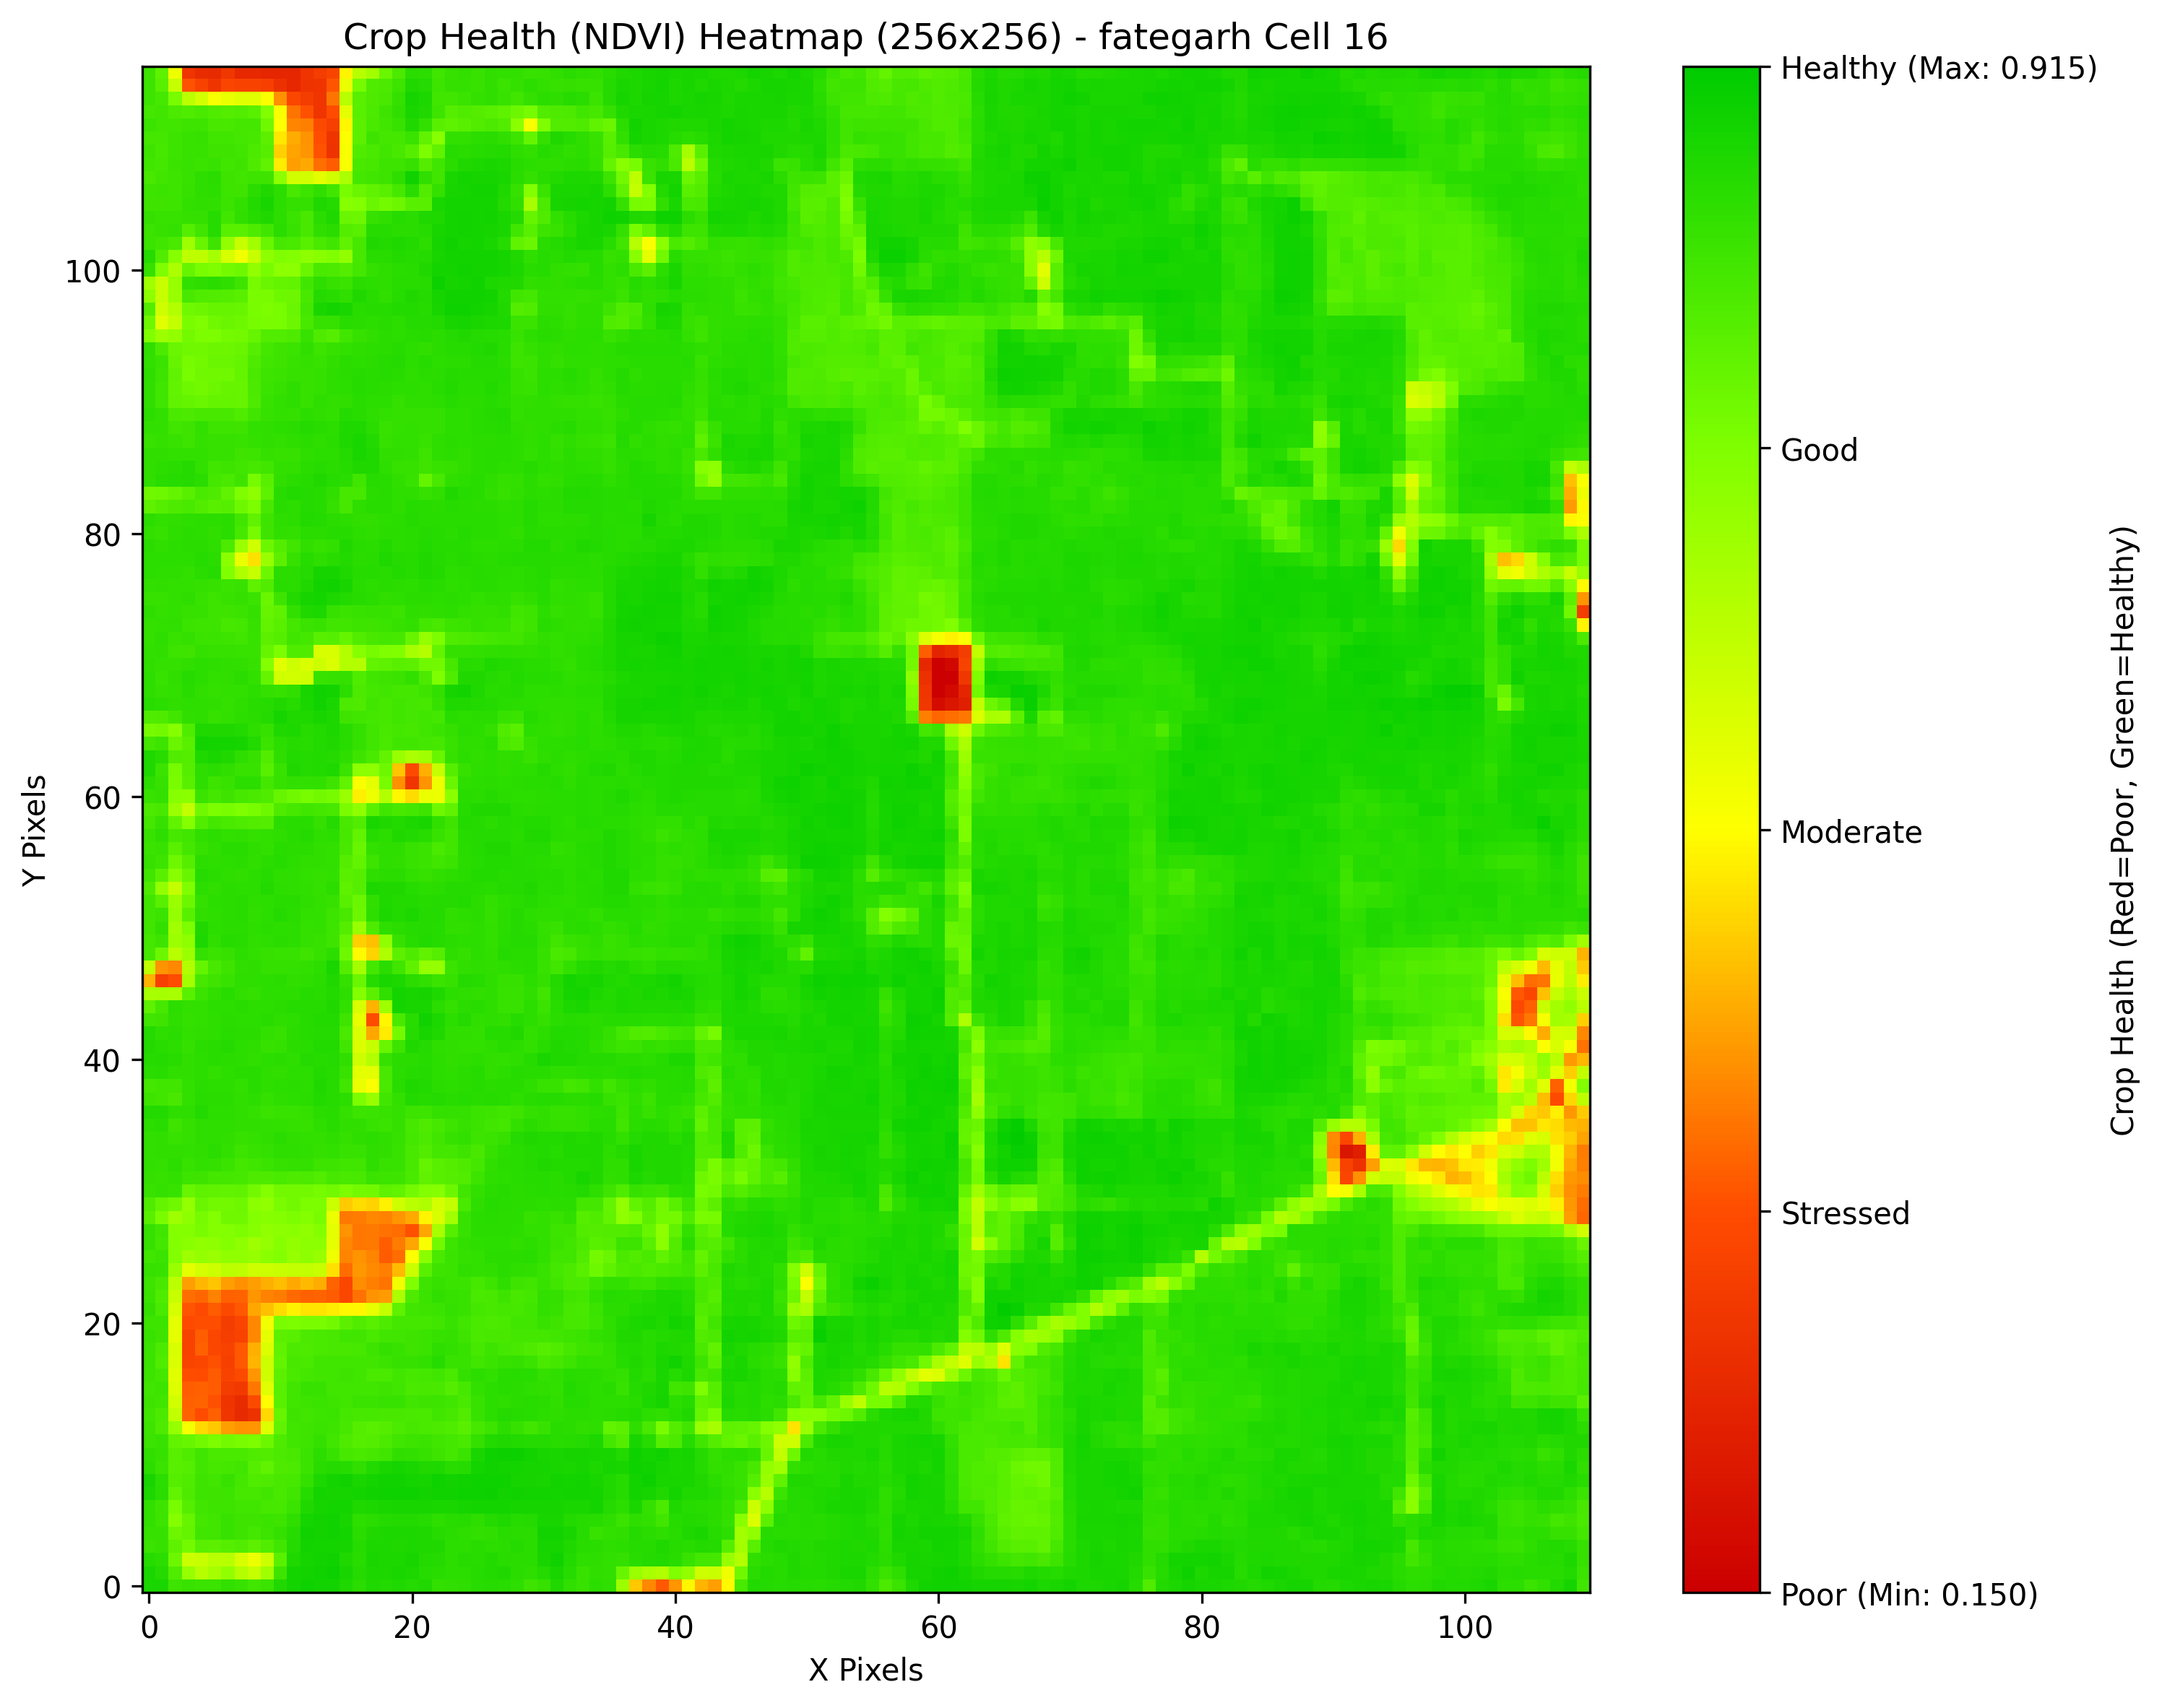 Crop Health (NDVI) Heatmap (256x256) - fategarh Cell 16
Healthy (Max: 0.915)
Good
Moderate
Stressed
Poor (Min: 0.150)
Crop Health (Red=Poor, Green=Healthy)
Y Pixels
100
80
60
40
20
0
0 20 40 60 80 100
X Pixels